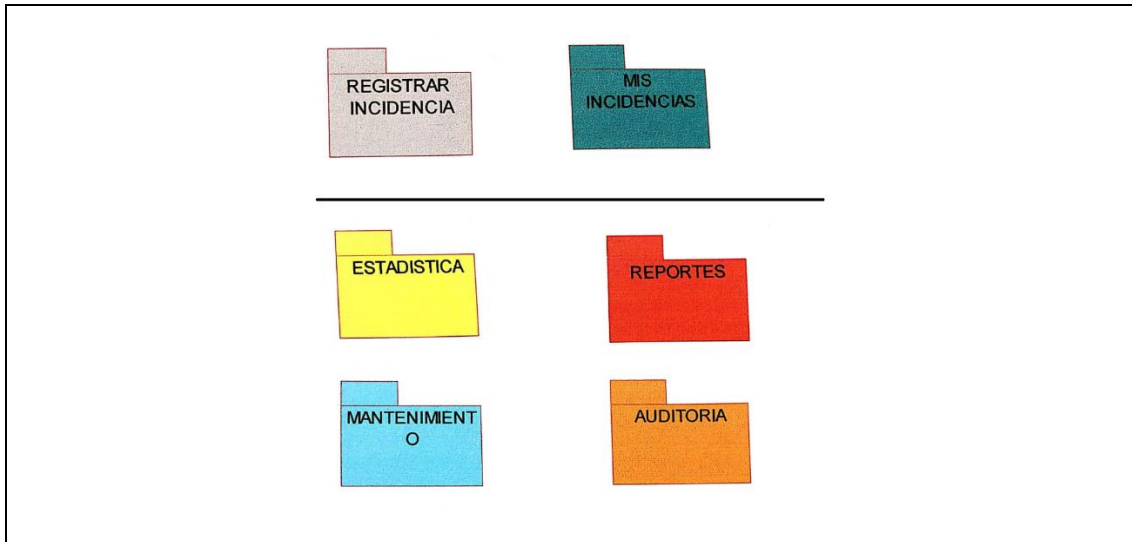 REGISTRAR
INCIDENCIA
MIS
INCIDENCIAS
ESTADISTICA
REPORTES
MANTENIMIENT
O
AUDITORIA